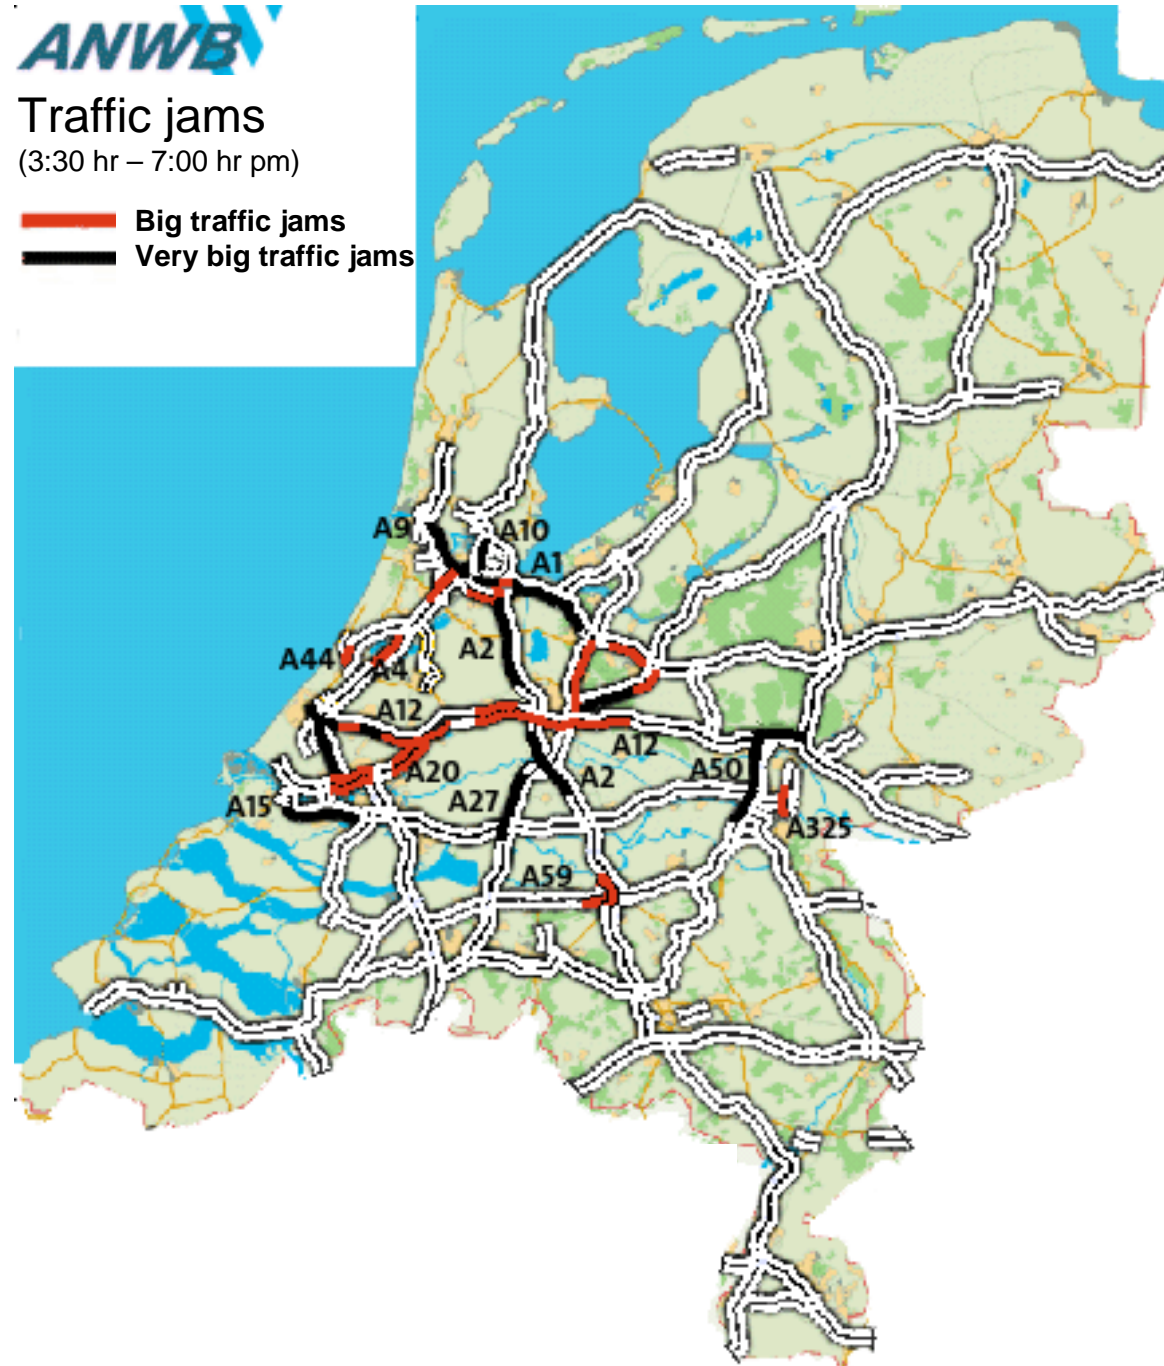 ANWB
Traffic jams
(3:30 hr – 7:00 hr pm)
Big traffic jams
Very big traffic jams
A9
A10
A1
A2
A44
A4
A12
A12
A20
A50
A2
A27
A15
A325
A59